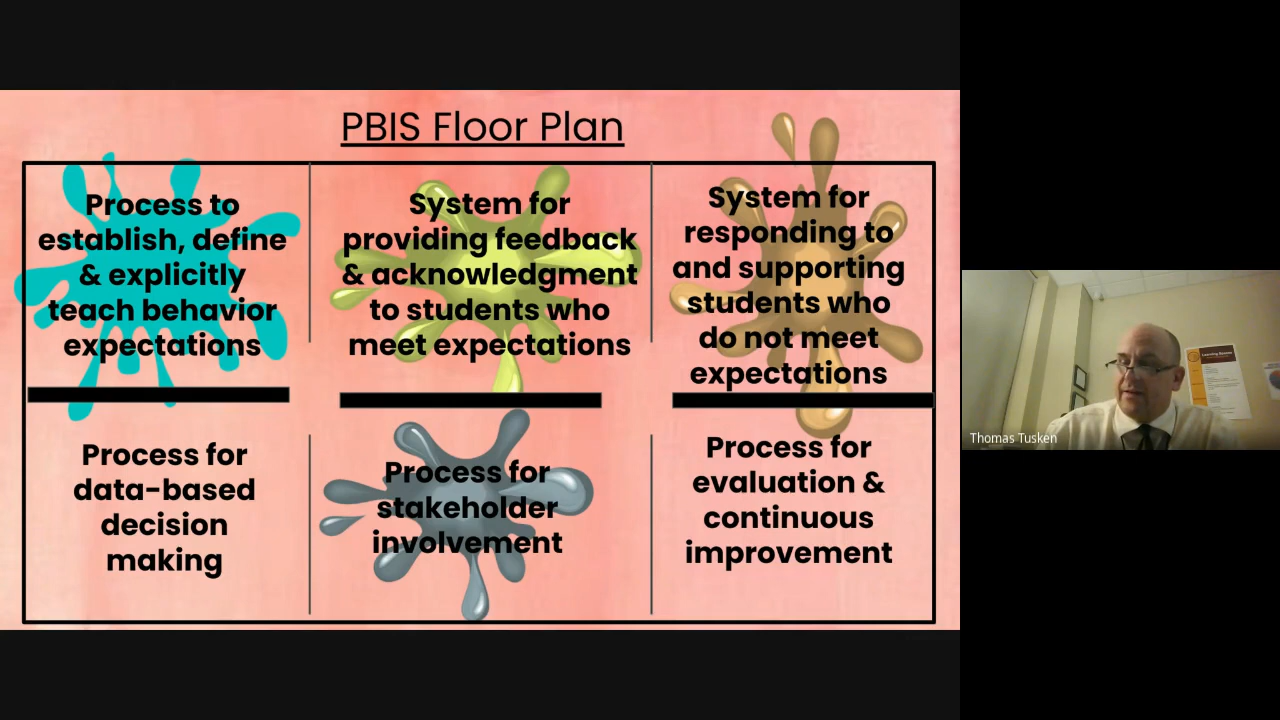 PBIS Floor Plan
Process to
establish, define
& explicitly
teach behavior
expectations
System for
providing feedback
& acknowledgment
to students who
meet expectations
System for
responding to
and supporting
students who
do not meet
expectations
Process for
data-based
decision
making
Process for
stakeholder
involvement
Process for
evaluation &
continuous
improvement
Thomas Tusken